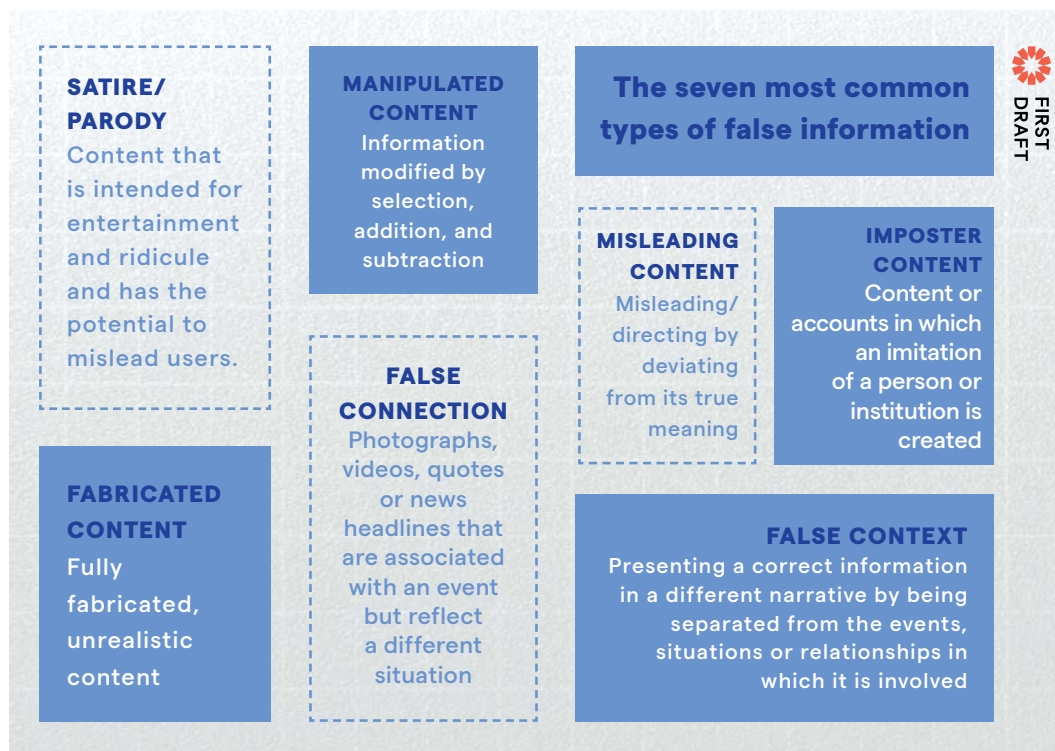 The seven most common
types of false information
FIRST
DRAFT
SATIRE/
PARODY
Content that
is intended for
entertainment
and ridicule
and has the
potential to
mislead users.
MANIPULATED
CONTENT
Information
modified by
selection,
addition, and
subtraction
MISLEADING
CONTENT
Misleading/
directing by
deviating
from its true
meaning
IMPOSTER
CONTENT
Content or
accounts in which
an imitation
of a person or
institution is
created
FABRICATED
CONTENT
Fully
fabricated,
unrealistic
content
FALSE
CONNECTION
Photographs,
videos, quotes
or news
headlines that
are associated
with an event
but reflect
a different
situation
FALSE CONTEXT
Presenting a correct information
in a different narrative by being
separated from the events,
situations or relationships in
which it is involved